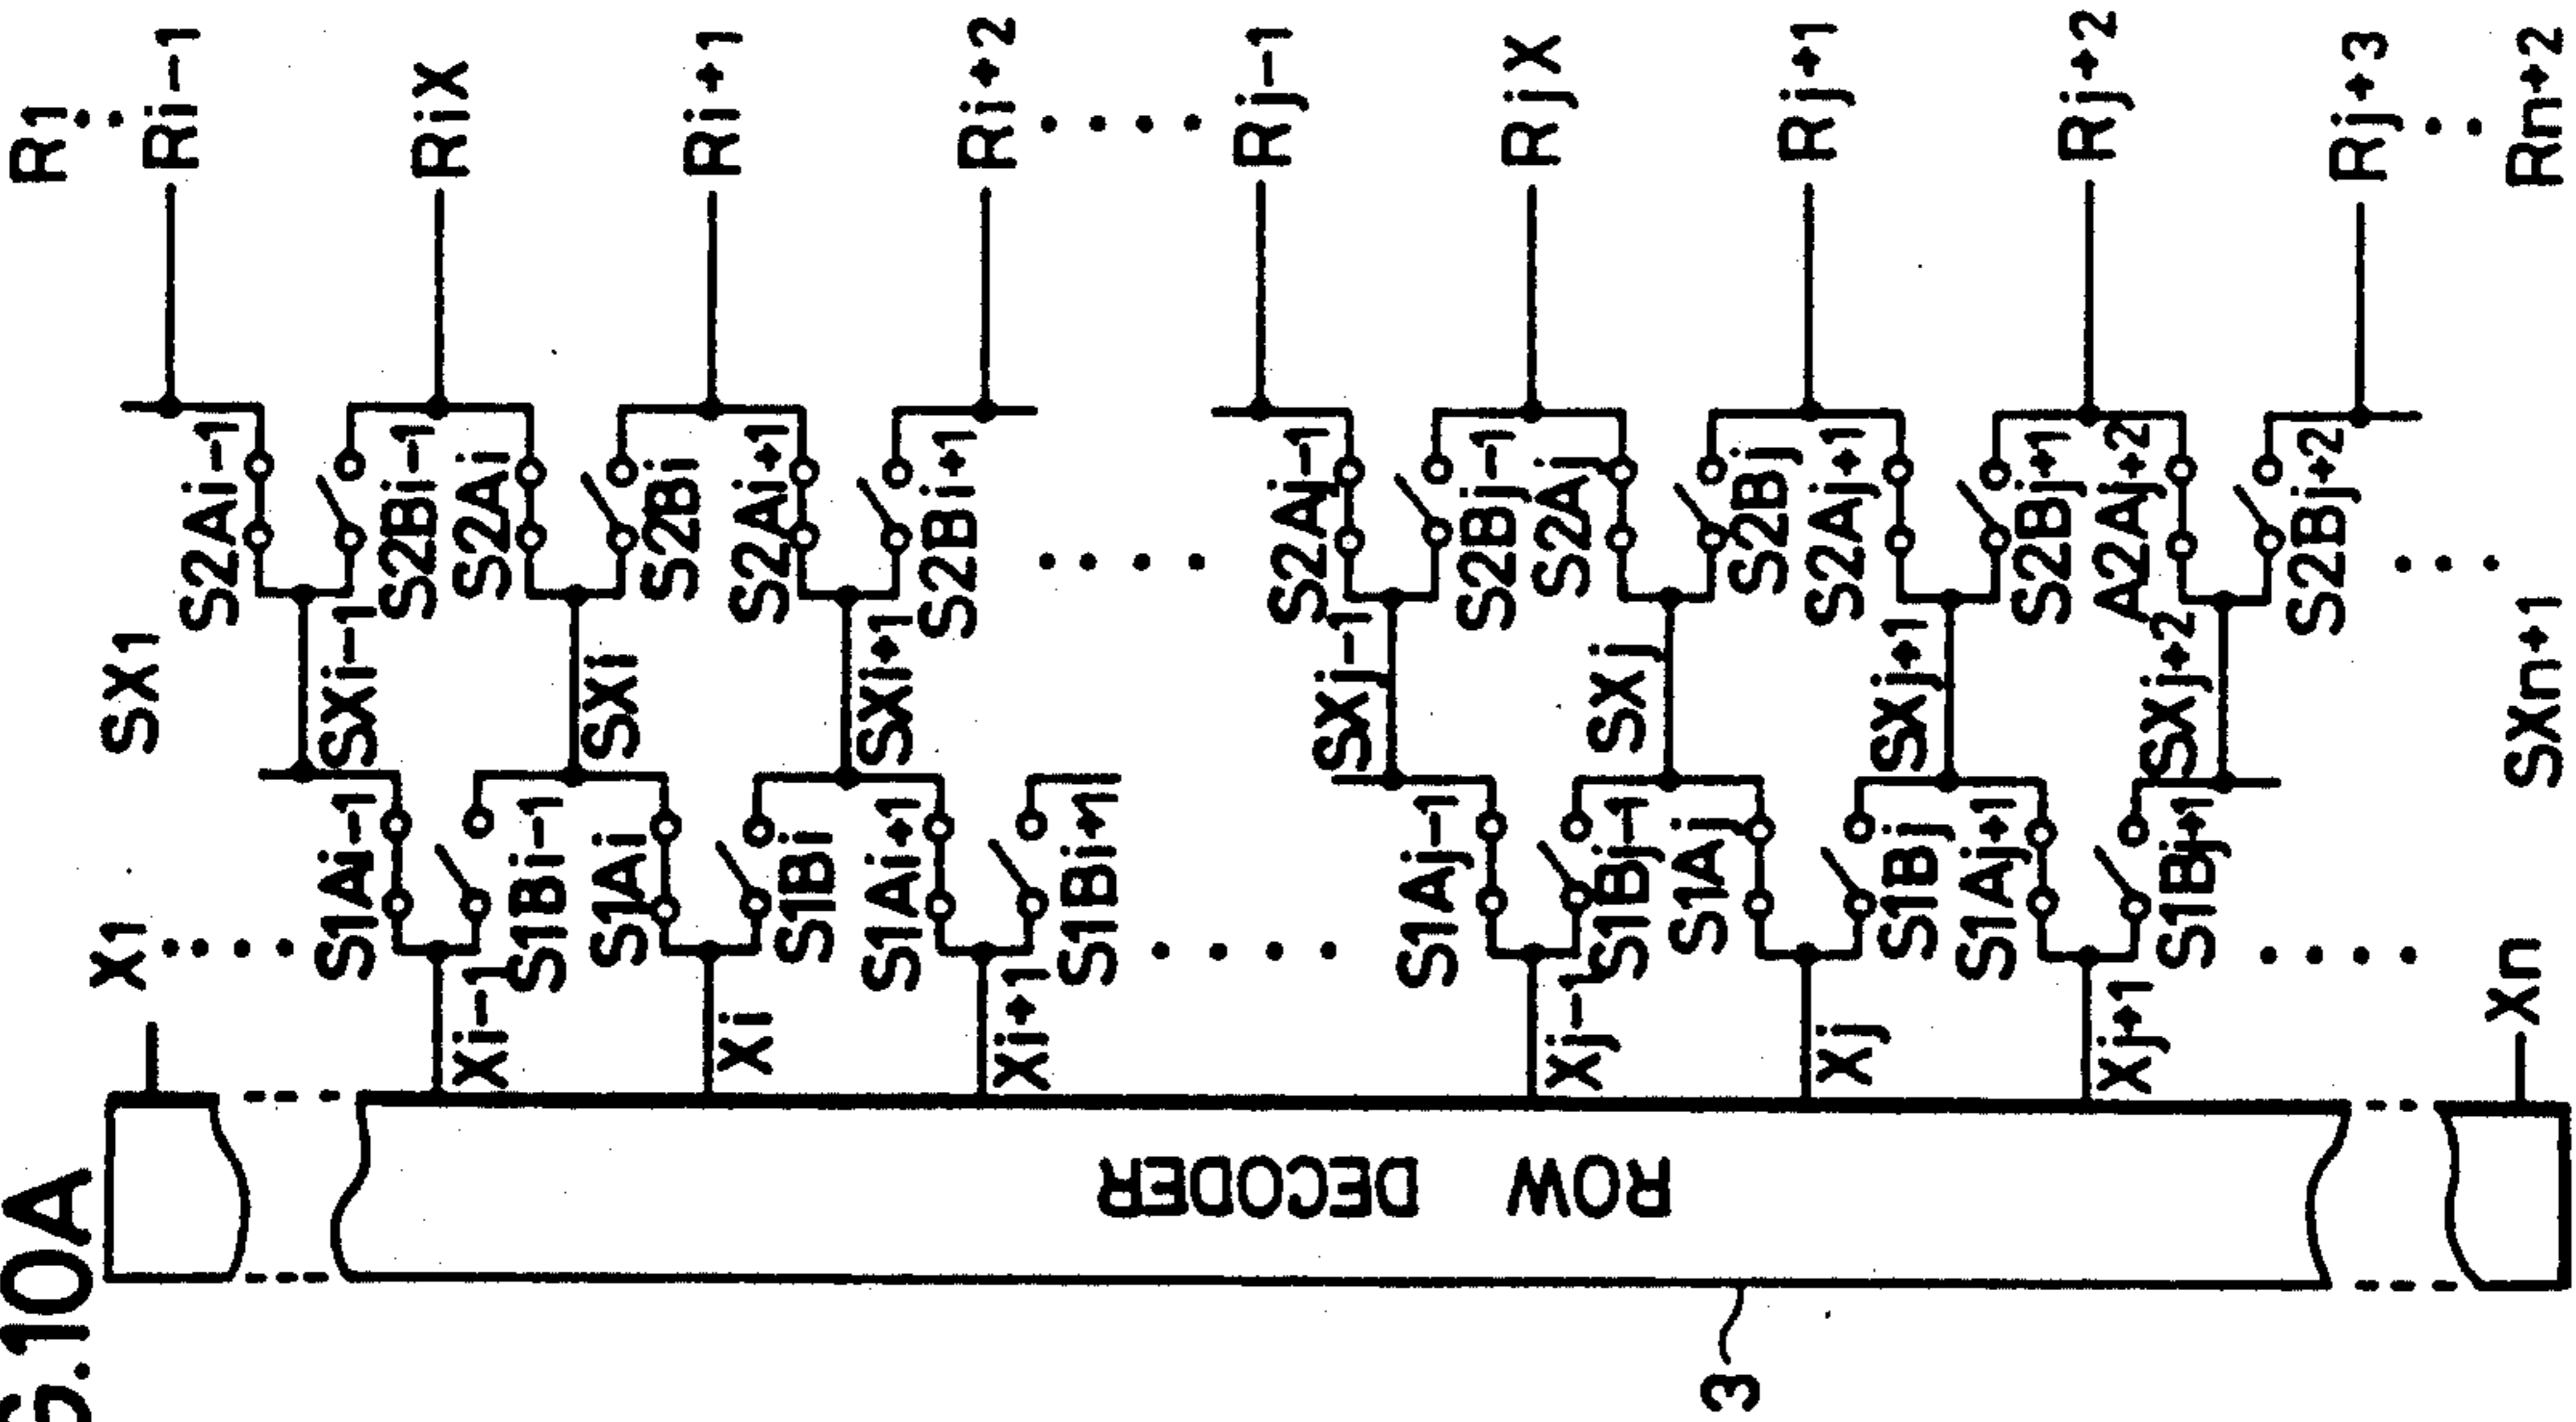 G.10A
R1
Ri-1
RiX
Ri+1
Ri+2
Rj-1
RjX
Rj+1
Rj+2
Rj+3
Rn+2
S2Ai-1
S2Bi-1
S2Ai
S2Bi
S2Ai+1
S2Bi+1
S2Aj-1
S2Bj-1
S2Aj
S2Bj
S2Aj+1
S2Bj+1
A2Aj+2
S2Bj+2
SX1
SXi-1
SXi
SXi+1
SXj-1
SXj
SXj+1
SXj+2
SXn+1
S1Ai-1
S1Bi-1
S1Ai
S1Bi
S1Ai+1
S1Bi+1
S1Aj-1
S1Bj-1
S1Aj
S1Bj
S1Aj+1
S1Bj+1
X1
Xi-1
Xi
Xi+1
Xj-1
Xj
Xj+1
Xn
ROW DECODER
3